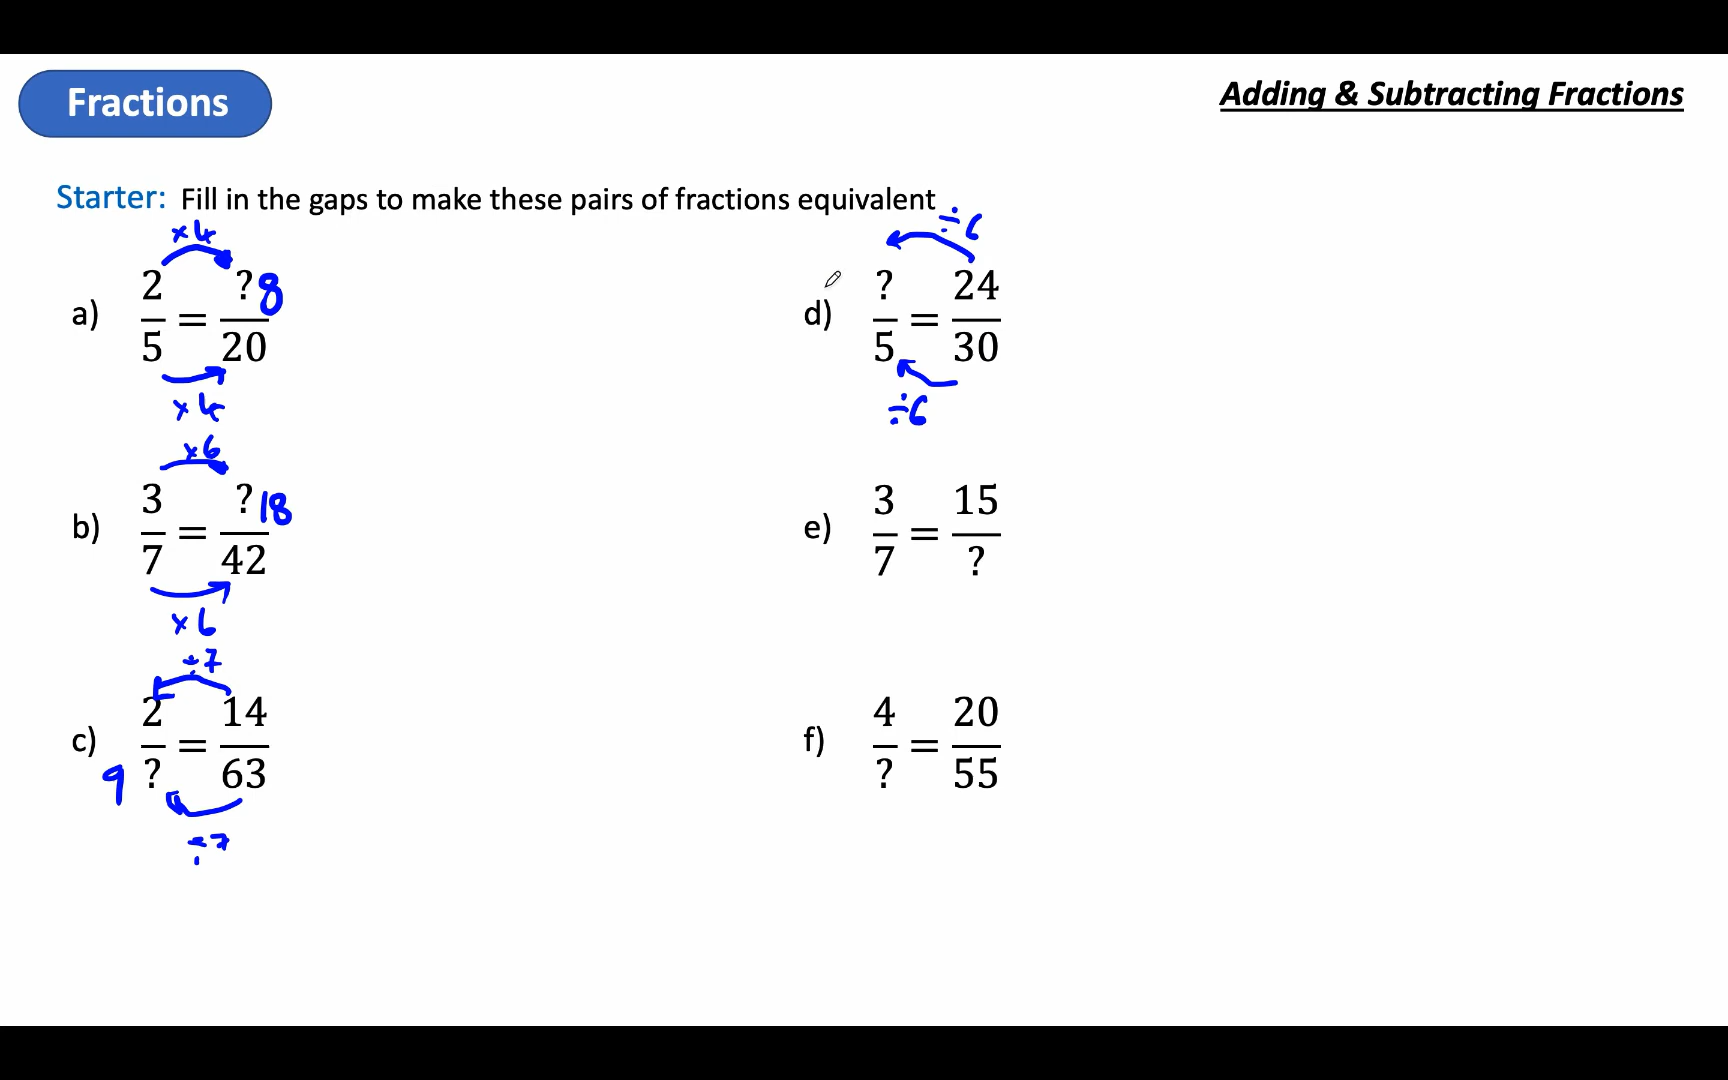 Fractions
Adding & Subtracting Fractions
Starter: Fill in the gaps to make these pairs of fractions equivalent
×4
a) 2/5 = ?/20 8
×4
×6
b) 3/7 = ?/42 18
×6
÷7
c) 2/? = 14/63 9
÷7
÷6
d) ?/5 = 24/30
÷6
e) 3/7 = 15/?
f) 4/? = 20/55